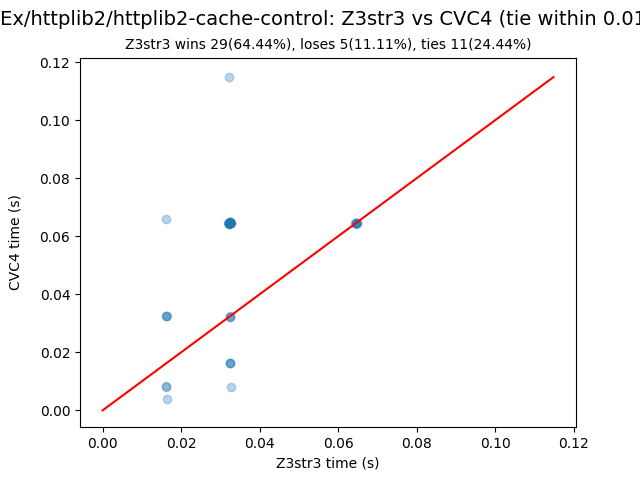 Ex/httplib2/httplib2-cache-control: Z3str3 vs CVC4 (tie within 0.01
Z3str3 wins 29(64.44%), loses 5(11.11%), ties 11(24.44%)
0.12
0.10
0.08
0.06
0.04
0.02
0.00
CVC4 time (s)
0.00 0.02 0.04 0.06 0.08 0.10 0.12
Z3str3 time (s)